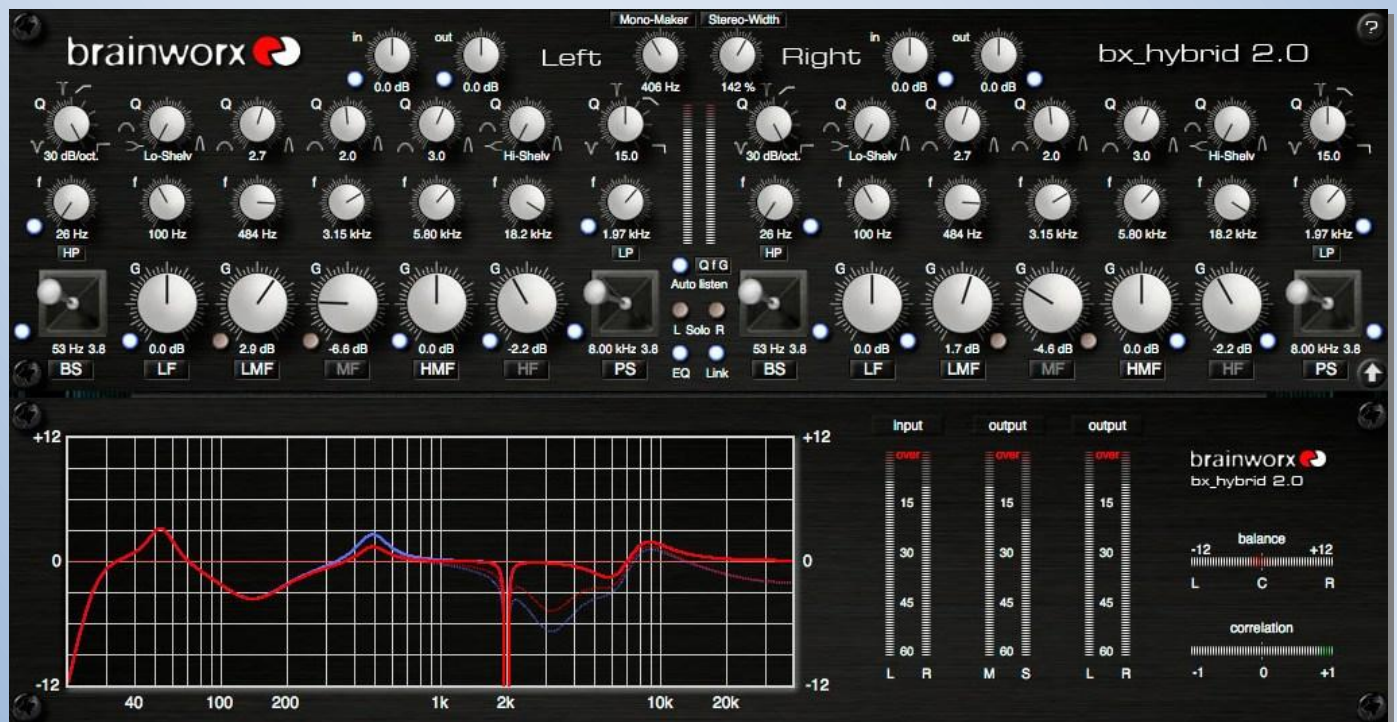 Mono-Maker Stereo-Width
?
brainworx in out Left Right in out bx_hybrid 2.0
0.0 dB 0.0 dB 406 Hz 142 % 0.0 dB 0.0 dB
Q Q Q Q Q Q Q Q Q Q Q Q Q Q
30 dB/oct. Lo-Shelv 2.7 2.0 3.0 Hi-Shelv 15.0 30 dB/oct. Lo-Shelv 2.7 2.0 3.0 Hi-Shelv 15.0
f f f f f f f f f f f f f f
26 Hz 100 Hz 484 Hz 3.15 kHz 5.80 kHz 18.2 kHz 1.97 kHz 26 Hz 100 Hz 484 Hz 3.15 kHz 5.80 kHz 18.2 kHz 1.97 kHz
HP LP HP LP
G G G G G Q f G G G G G G
Auto listen
L Solo R
53 Hz 3.8 0.0 dB 2.9 dB -6.6 dB 0.0 dB -2.2 dB 8.00 kHz 3.8 53 Hz 3.8 0.0 dB 1.7 dB -4.6 dB 0.0 dB -2.2 dB 8.00 kHz 3.8
BS LF LMF MF HMF HF PS EQ Link BS LF LMF MF HMF HF PS
input output output
+12 +12
over over over
brainworx
bx_hybrid 2.0
15 15 15
balance
-12 +12
0 0 30 30 30
L C R
45 45 45
correlation
60 60 60
L R M S L R -1 0 +1
-12 -12
40 100 200 1k 2k 10k 20k